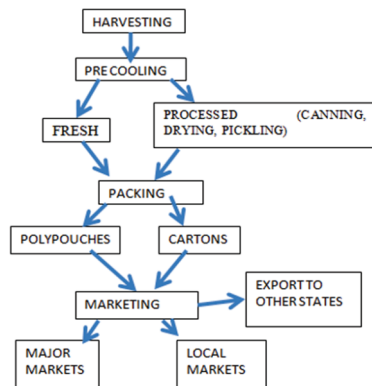 HARVESTING
PRE COOLING
FRESH
PROCESSED (CANNING,
DRYING, PICKLING)
PACKING
POLYPOUCHES
CARTONS
MARKETING
EXPORT TO
OTHER STATES
MAJOR
MARKETS
LOCAL
MARKETS